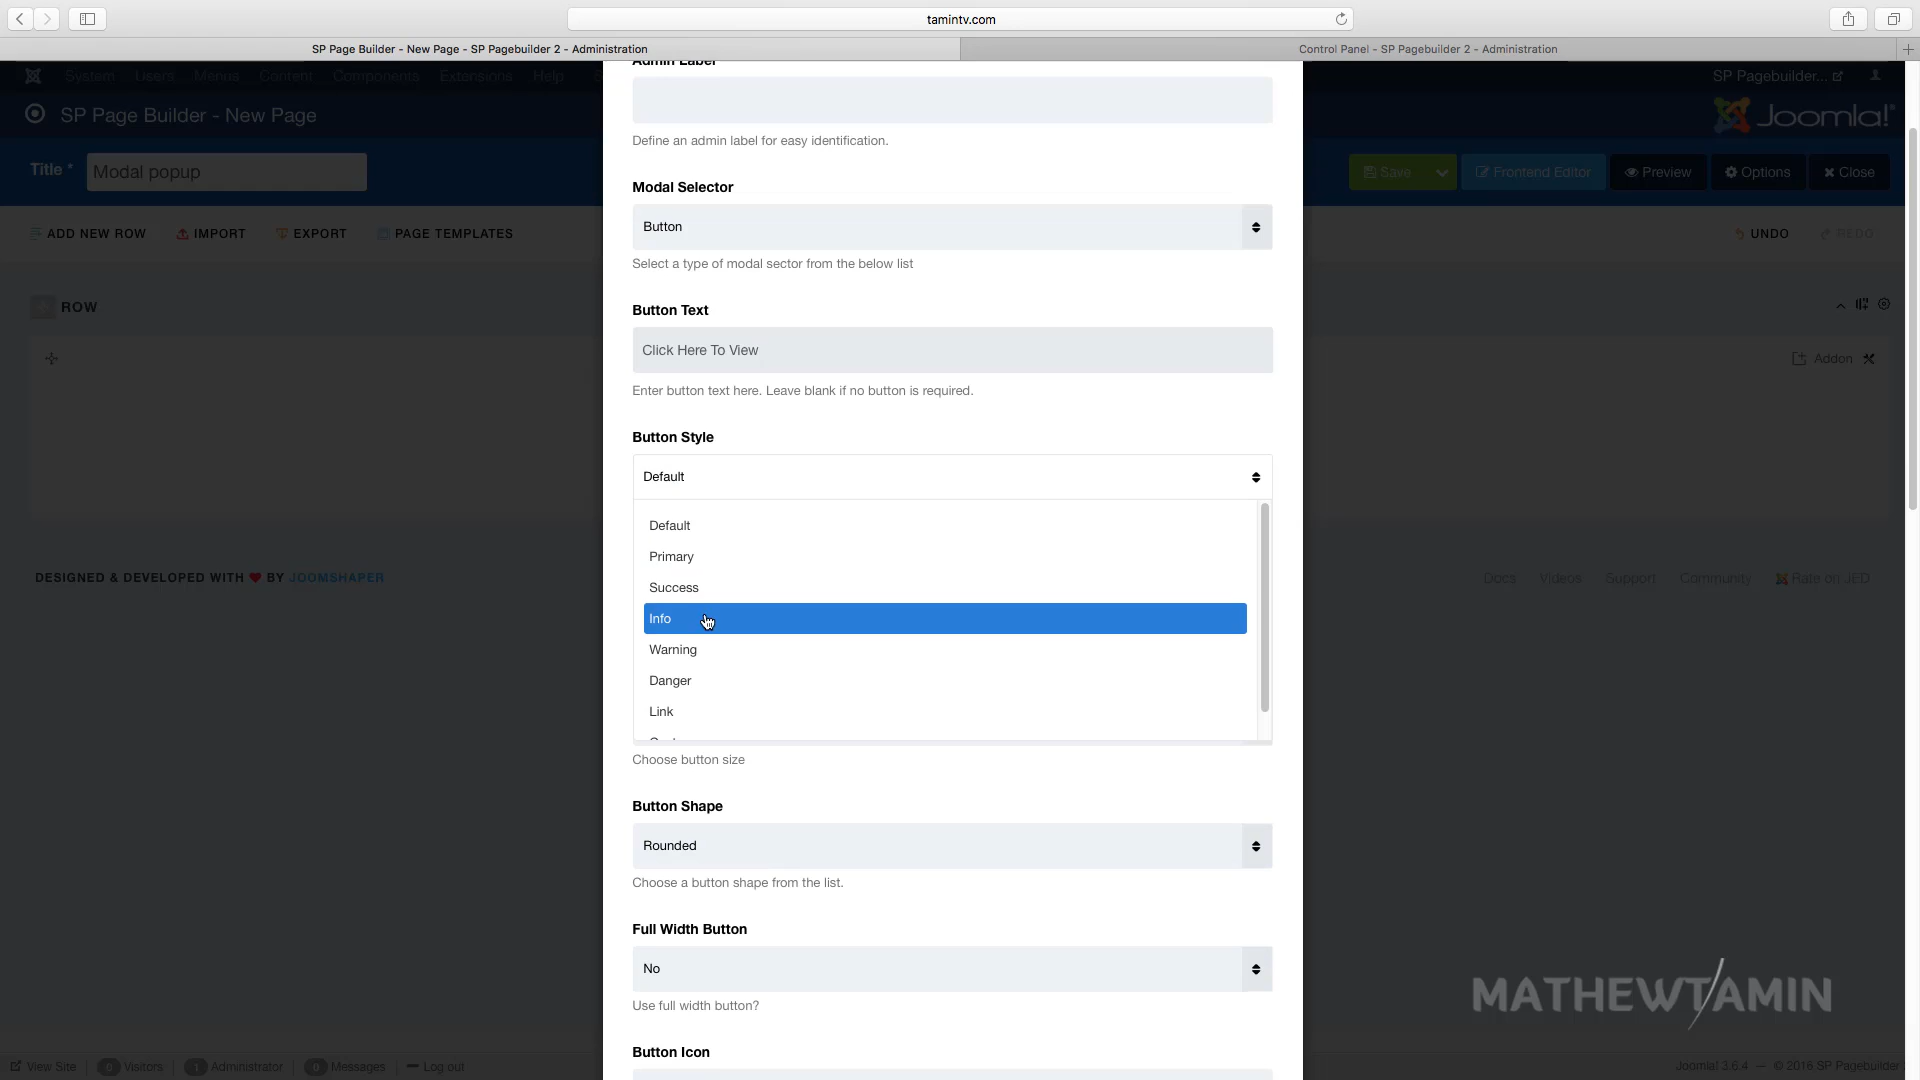 tamintv.com
SP Page Builder - New Page - SP Pagebuilder 2 - Administration
Control Panel - SP Pagebuilder 2 - Administration
Admin Label
System Users Menus Content Components Extensions Help
SP Pagebuilder...
SP Page Builder - New Page
Joomla!
Define an admin label for easy identification.
Title *
Modal popup
Save
Frontend Editor
Preview
Options
Close
Modal Selector
Button
ADD NEW ROW
IMPORT
EXPORT
PAGE TEMPLATES
UNDO
REDO
Select a type of modal sector from the below list
ROW
Button Text
Click Here To View
Addon
Enter button text here. Leave blank if no button is required.
Button Style
Default
Default
Primary
Success
Info
Warning
Danger
Link
DESIGNED & DEVELOPED WITH ❤ BY JOOMSHAPER
Docs Videos Support Community Rate on JED
Choose button size
Button Shape
Rounded
Choose a button shape from the list.
Full Width Button
No
Use full width button?
MATHEWTAMIN
Button Icon
View Site
0 Visitors
1 Administrator
0 Messages
Log out
Joomla! 3.6.4 — © 2016 SP Pagebuilder